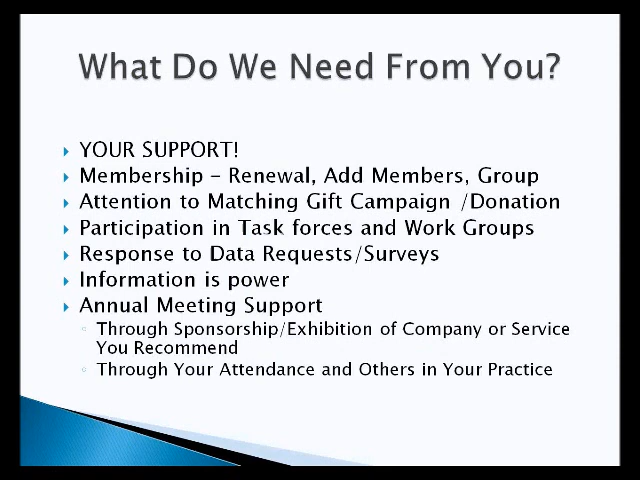 What Do We Need From You?
YOUR SUPPORT!
Membership – Renewal, Add Members, Group
Attention to Matching Gift Campaign /Donation
Participation in Task forces and Work Groups
Response to Data Requests/Surveys
Information is power
Annual Meeting Support
Through Sponsorship/Exhibition of Company or Service
You Recommend
Through Your Attendance and Others in Your Practice